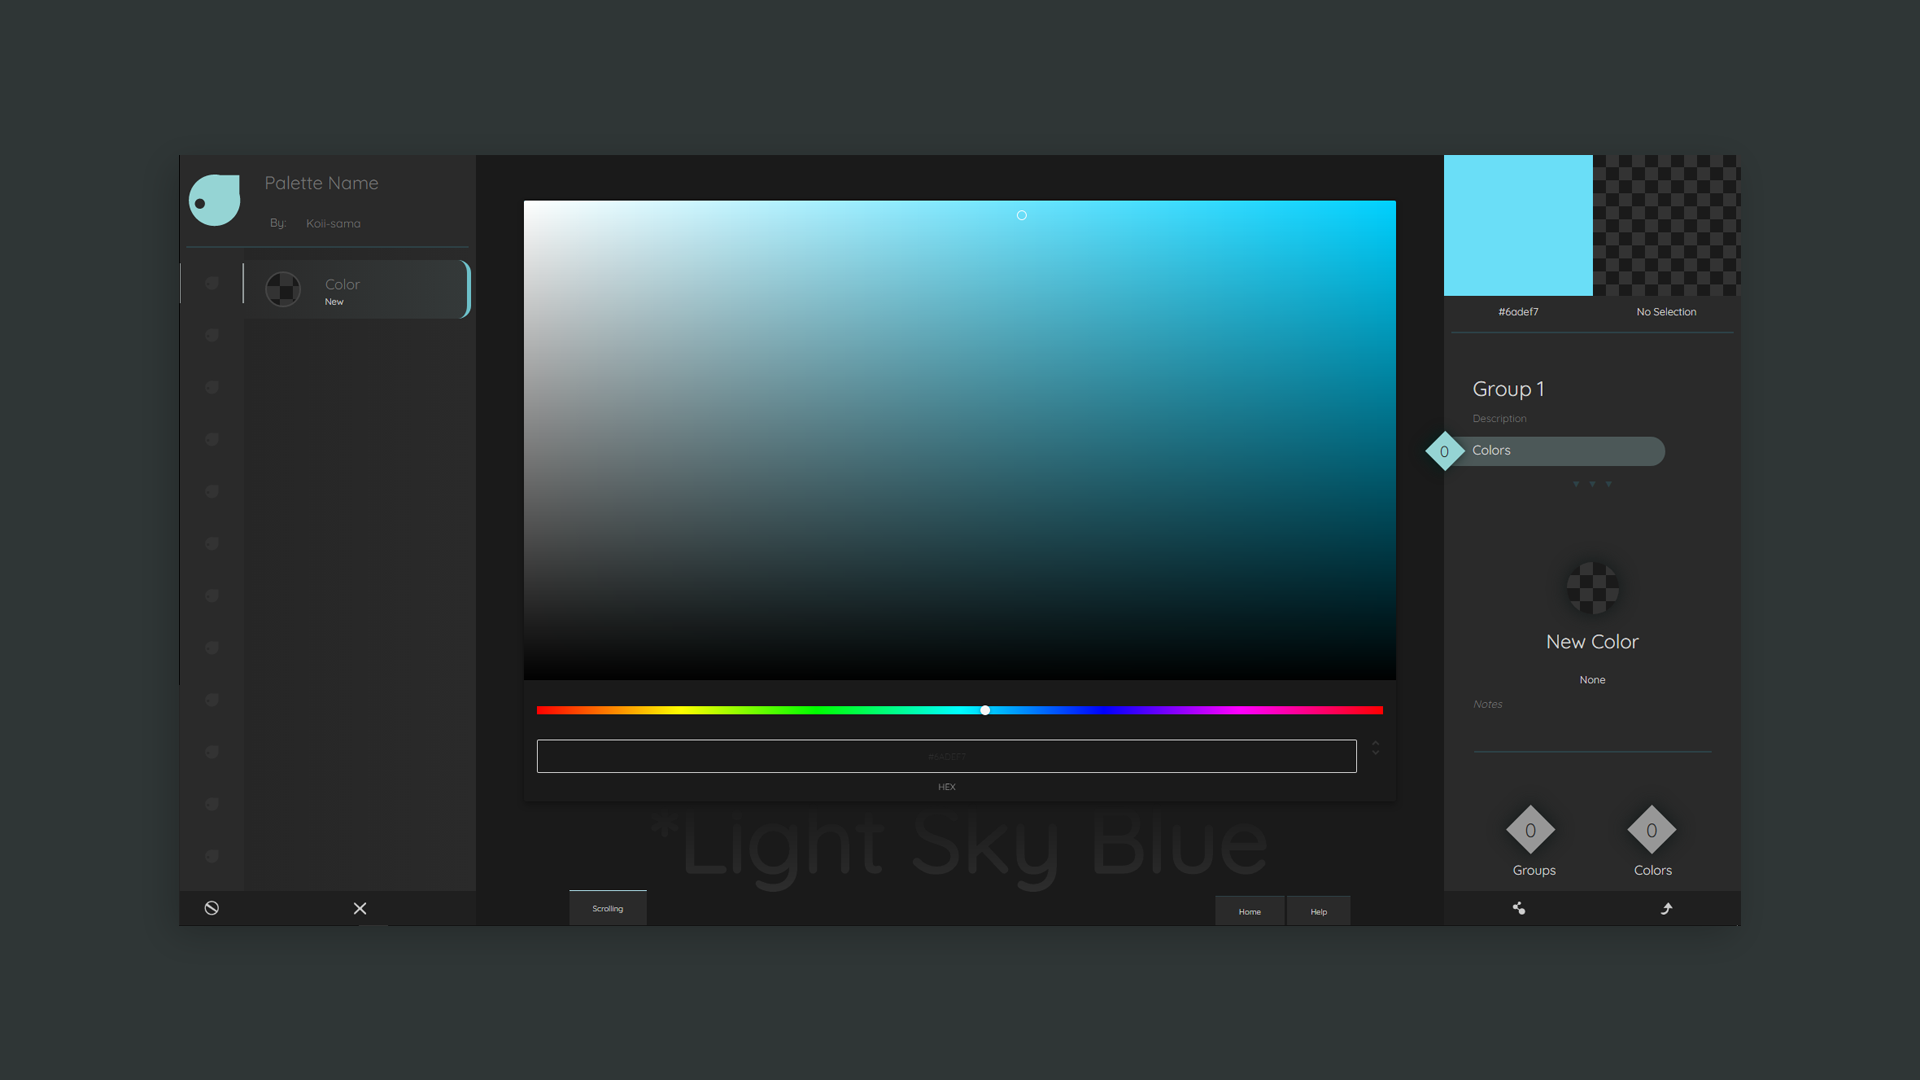 Palette Name
By: Koii-sama
Color
New
#6ADEF7
HEX
*Light Sky Blue
Scrolling
Home
Help
#6adef7
No Selection
Group 1
Description
0
Colors
New Color
None
Notes
0
0
Groups
Colors